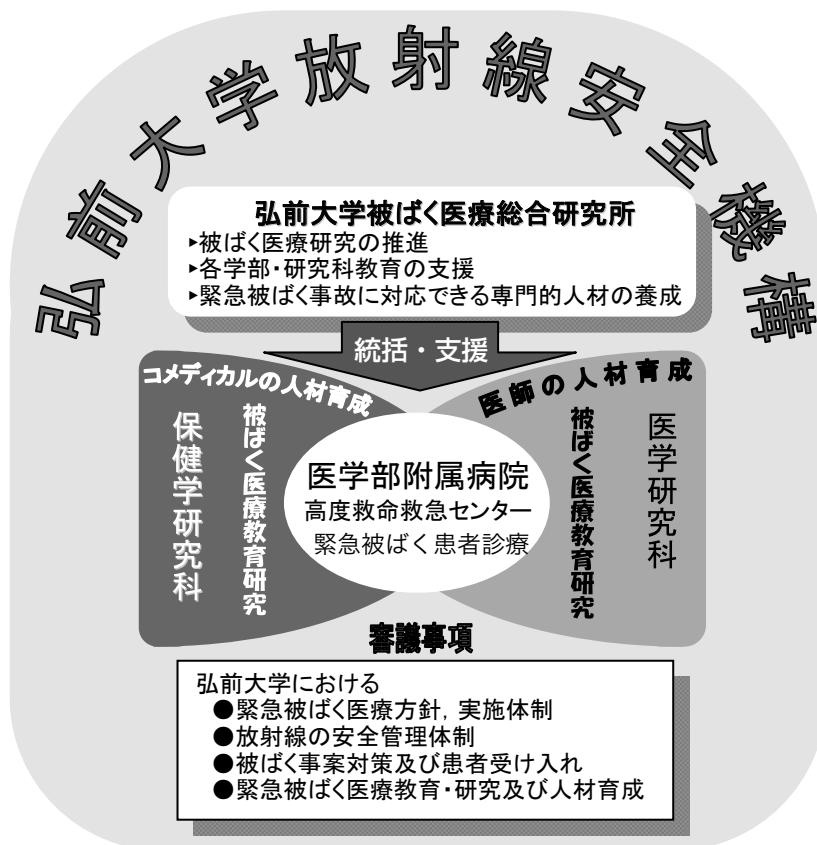 弘前大学放射線安全機構
弘前大学被ばく医療総合研究所
▸被ばく医療研究の推進
▸各学部・研究科教育の支援
▸緊急被ばく事故に対応できる専門的人材の養成
統括・支援
コメディカルの人材育成
保健学研究科
被ばく医療教育研究
医学部附属病院
高度救命救急センター
緊急被ばく患者診療
医師の人材育成
被ばく医療教育研究
医学研究科
審議事項
弘前大学における
●緊急被ばく医療方針，実施体制
●放射線の安全管理体制
●被ばく事案対策及び患者受け入れ
●緊急被ばく医療教育・研究及び人材育成